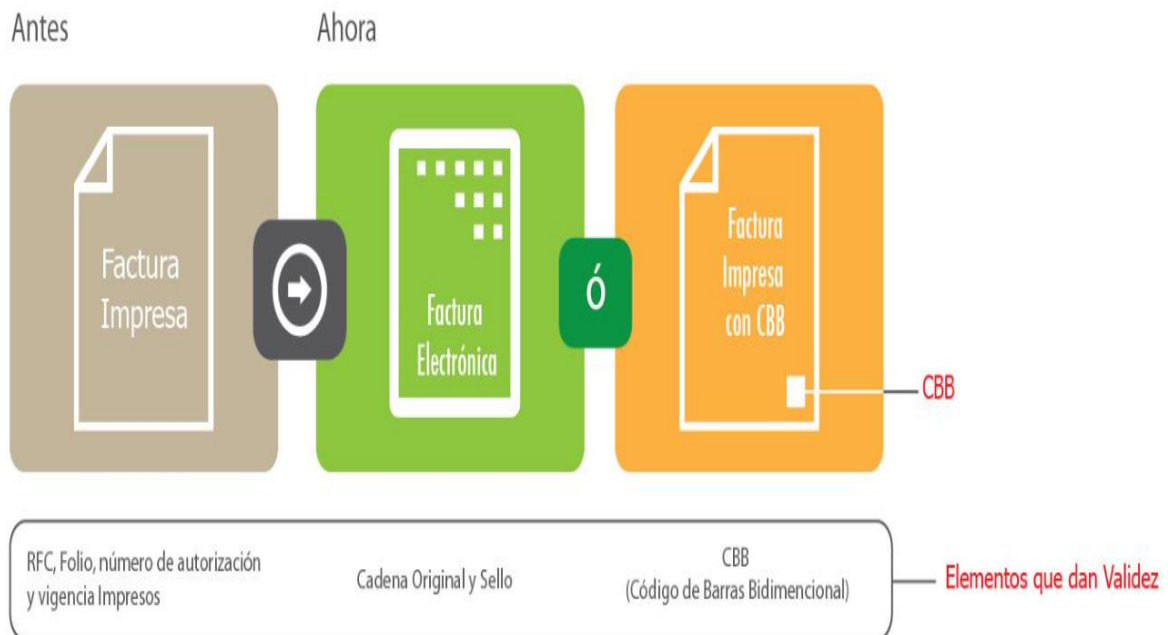 Antes
Ahora
Factura
Impresa
Factura
Electrónica
ó
Factura
Impresa
con CBB
CBB
RFC, Folio, número de autorización
y vigencia Impresos
Cadena Original y Sello
CBB
(Código de Barras Bidimencional)
Elementos que dan Validez